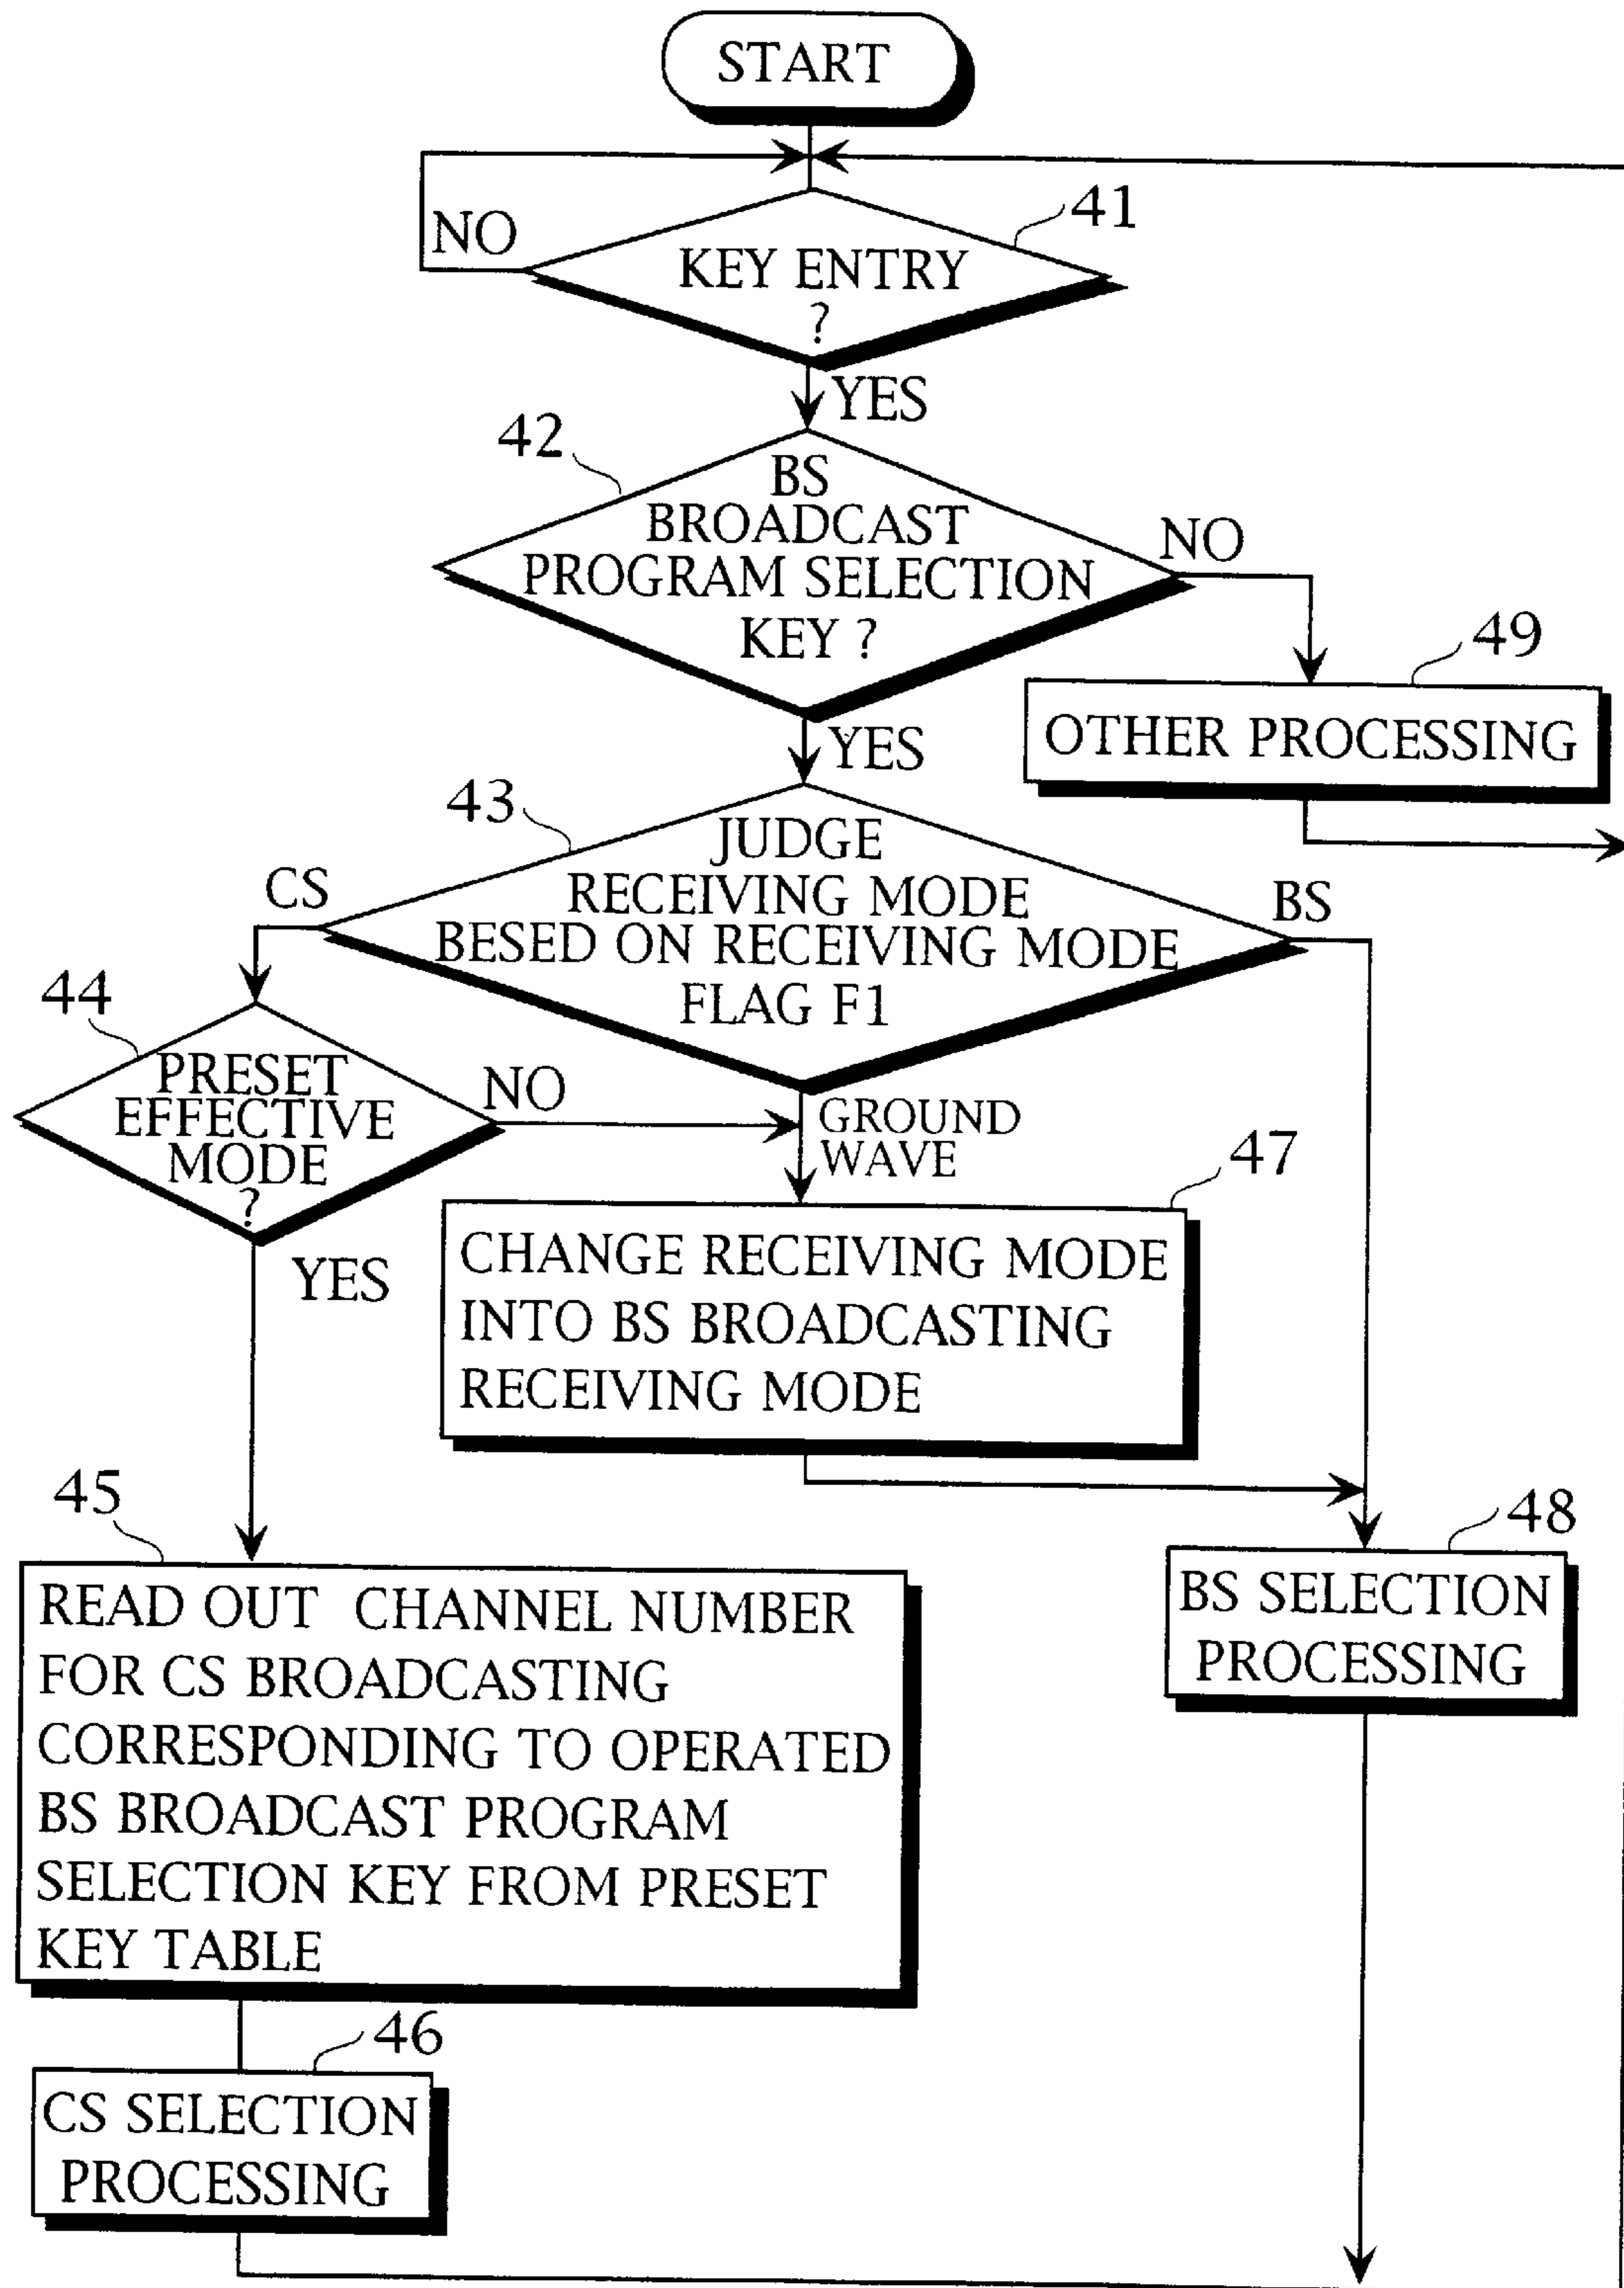 START
NO
41
KEY ENTRY
?
YES
42
BS
BROADCAST
PROGRAM SELECTION
KEY ?
NO
49
OTHER PROCESSING
YES
43
JUDGE
RECEIVING MODE
BESED ON RECEIVING MODE
FLAG F1
CS
BS
44
PRESET
EFFECTIVE
MODE
?
NO
GROUND
WAVE
YES
47
CHANGE RECEIVING MODE
INTO BS BROADCASTING
RECEIVING MODE
45
READ OUT CHANNEL NUMBER
FOR CS BROADCASTING
CORRESPONDING TO OPERATED
BS BROADCAST PROGRAM
SELECTION KEY FROM PRESET
KEY TABLE
48
BS SELECTION
PROCESSING
46
CS SELECTION
PROCESSING